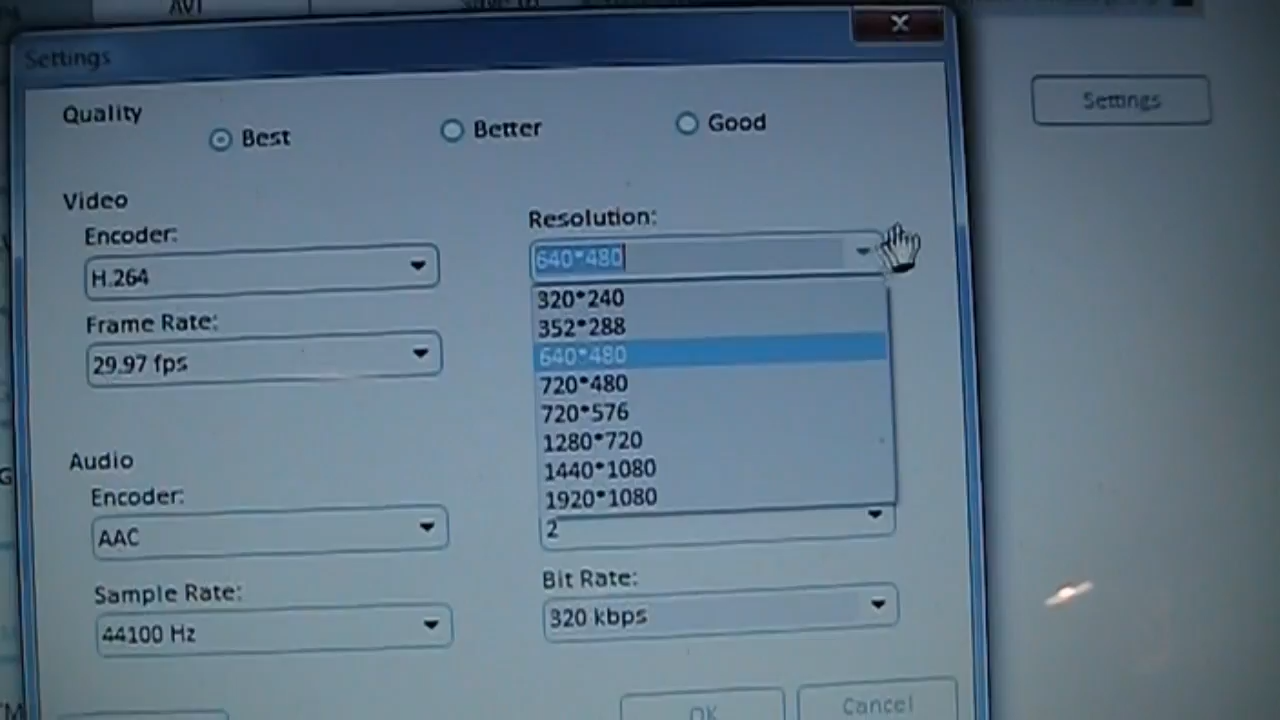 AVI
Settings
Settings
Quality
Best
Better
Good
Video
Encoder:
H.264
Frame Rate:
29.97 fps
Resolution:
640*480
320*240
352*288
640*480
720*480
720*576
1280*720
1440*1080
1920*1080
Audio
Encoder:
AAC
2
Sample Rate:
44100 Hz
Bit Rate:
320 kbps
OK
Cancel